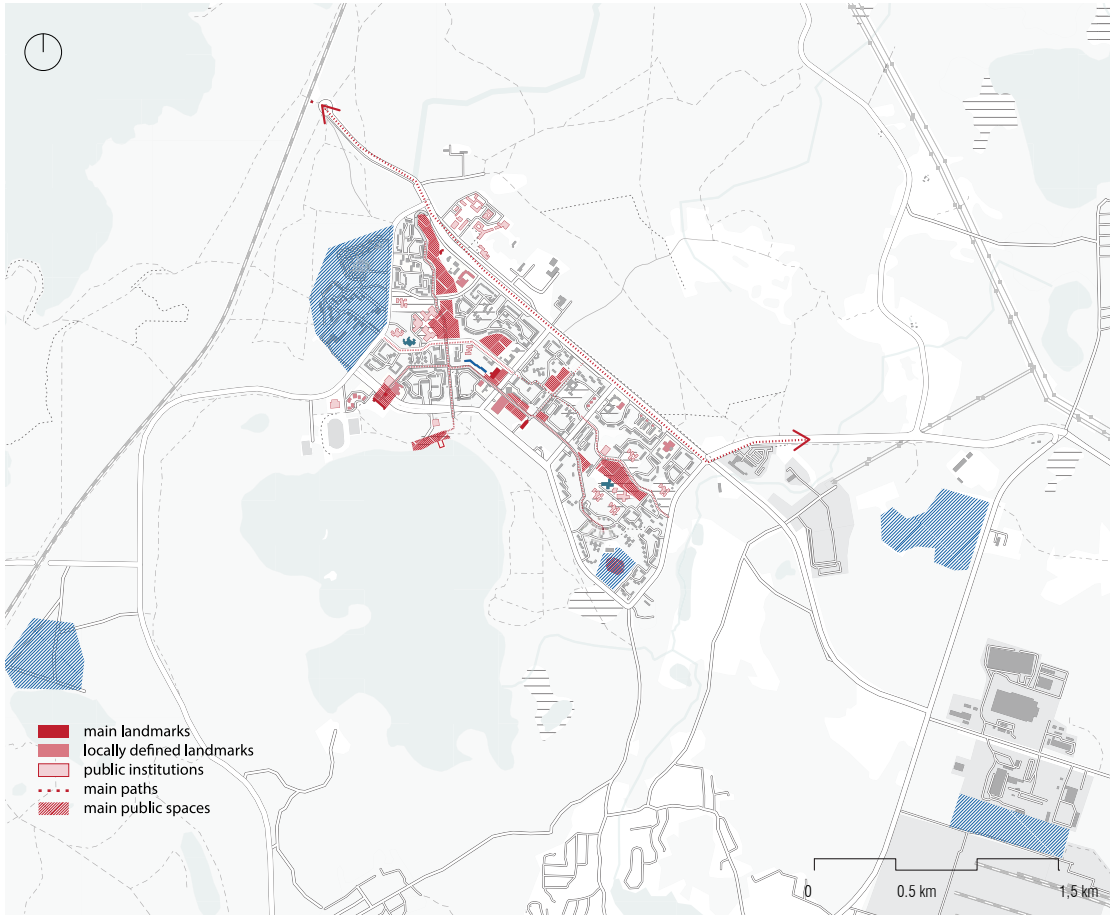 main landmarks
locally defined landmarks
public institutions
main paths
main public spaces
0 0.5 km 1,5 km